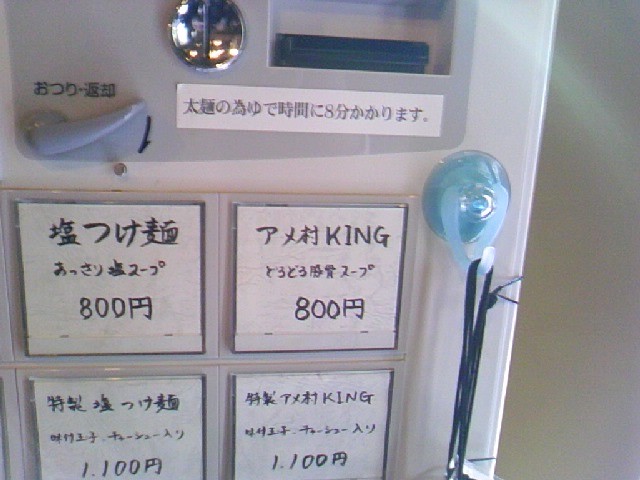 おつり・返却
太麺の為ゆで時間に8分かかります。
塩つけ麺
あっさり塩スープ
800円
アメ村KING
どろどろ豚骨スープ
800円
特製 塩つけ麺
味付玉子、チャーシュー入り
1.100円
特製アメ村KING
味付玉子、チャーシュー入り
1.100円